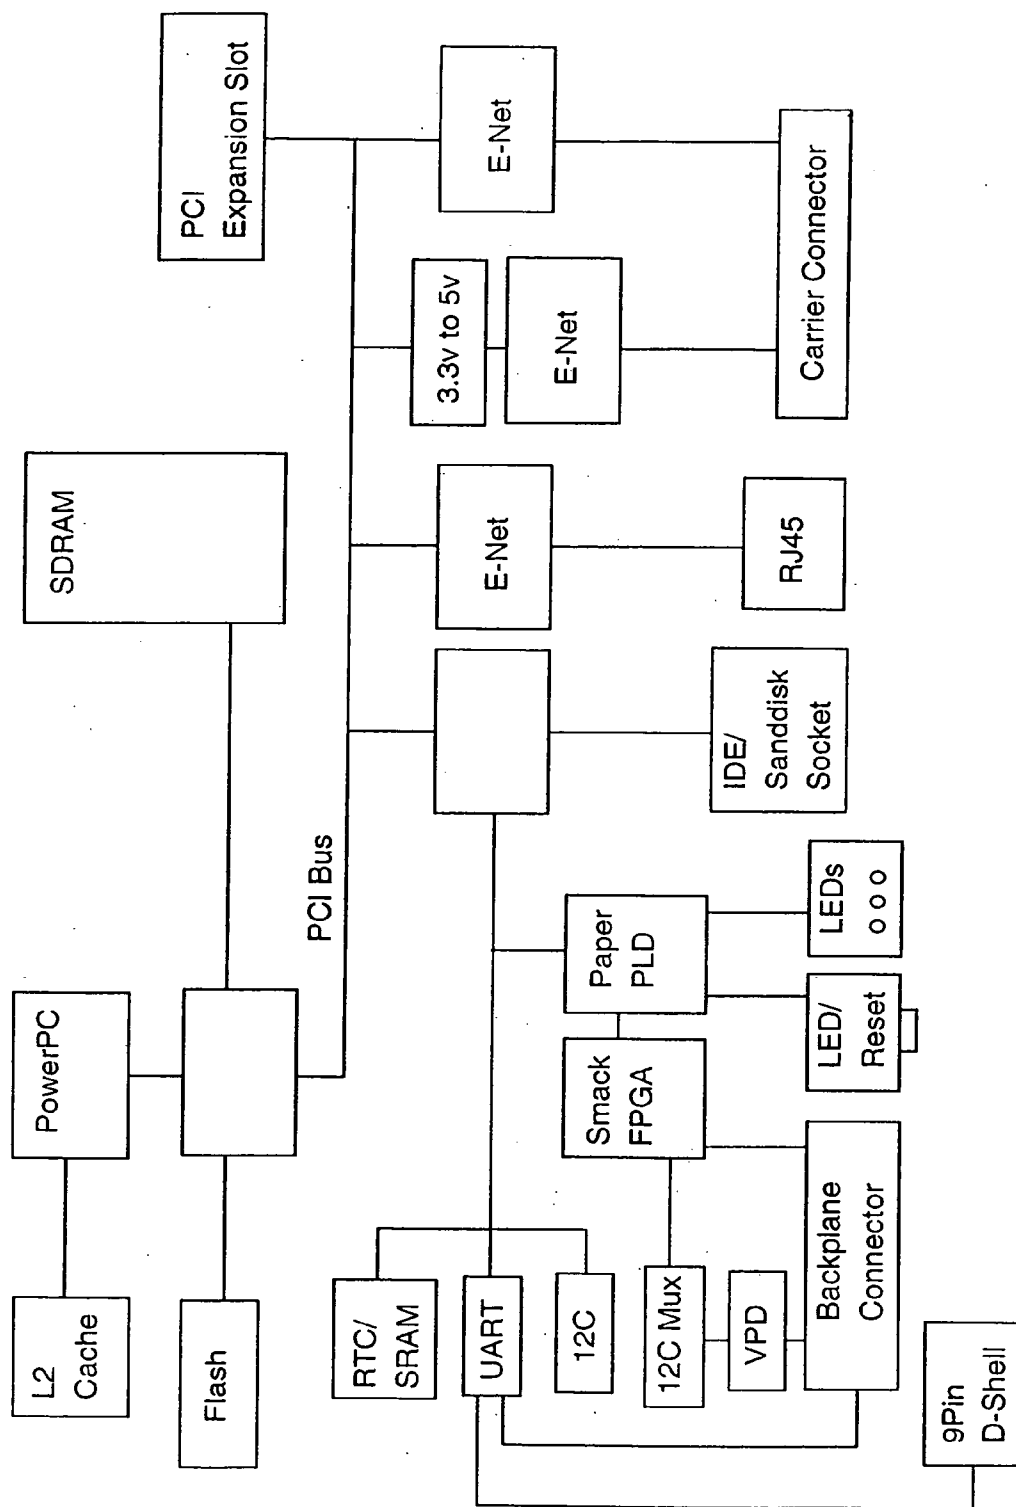 L2
Cache
PowerPC
SDRAM
Flash
PCI
Expansion Slot
PCI Bus
RTC/
SRAM
UART
12C
12C Mux
VPD
Smack
FPGA
Paper
PLD
E-Net
3.3v to 5v
E-Net
E-Net
Backplane
Connector
LED/
Reset
LEDs
o o o
IDE/
Sanddisk
Socket
RJ45
Carrier Connector
9Pin
D-Shell